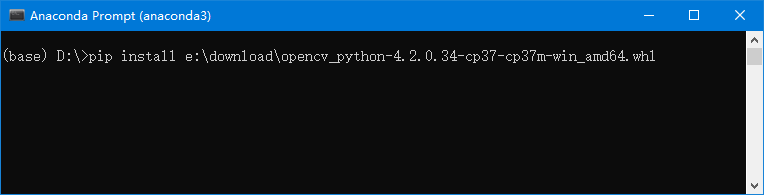 Anaconda Prompt (anaconda3)
(base) D:\>pip install e:\download\opencv_python-4.2.0.34-cp37-cp37m-win_amd64.whl